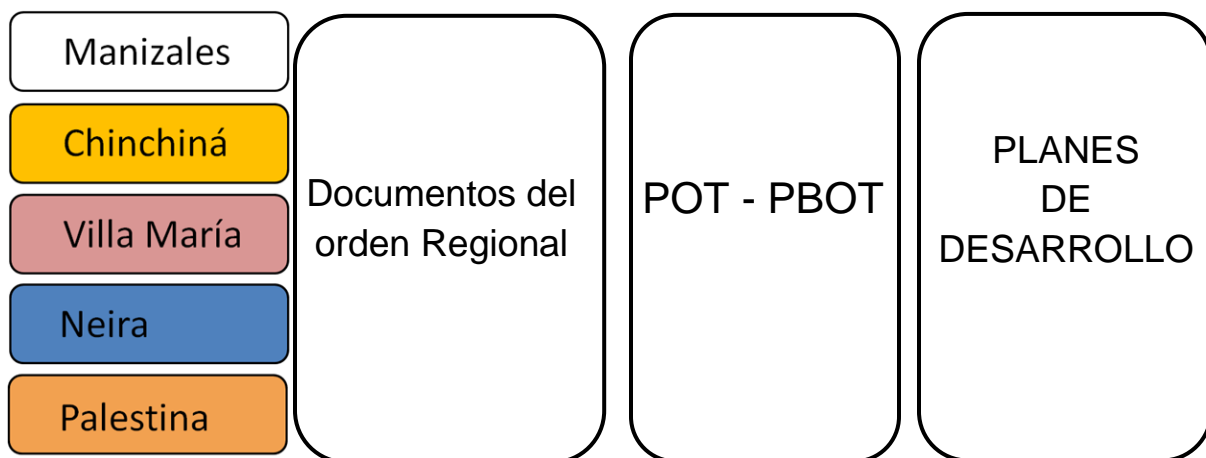 Manizales
Chinchiná
Villa María
Neira
Palestina
Documentos del
orden Regional
POT - PBOT
PLANES
DE
DESARROLLO